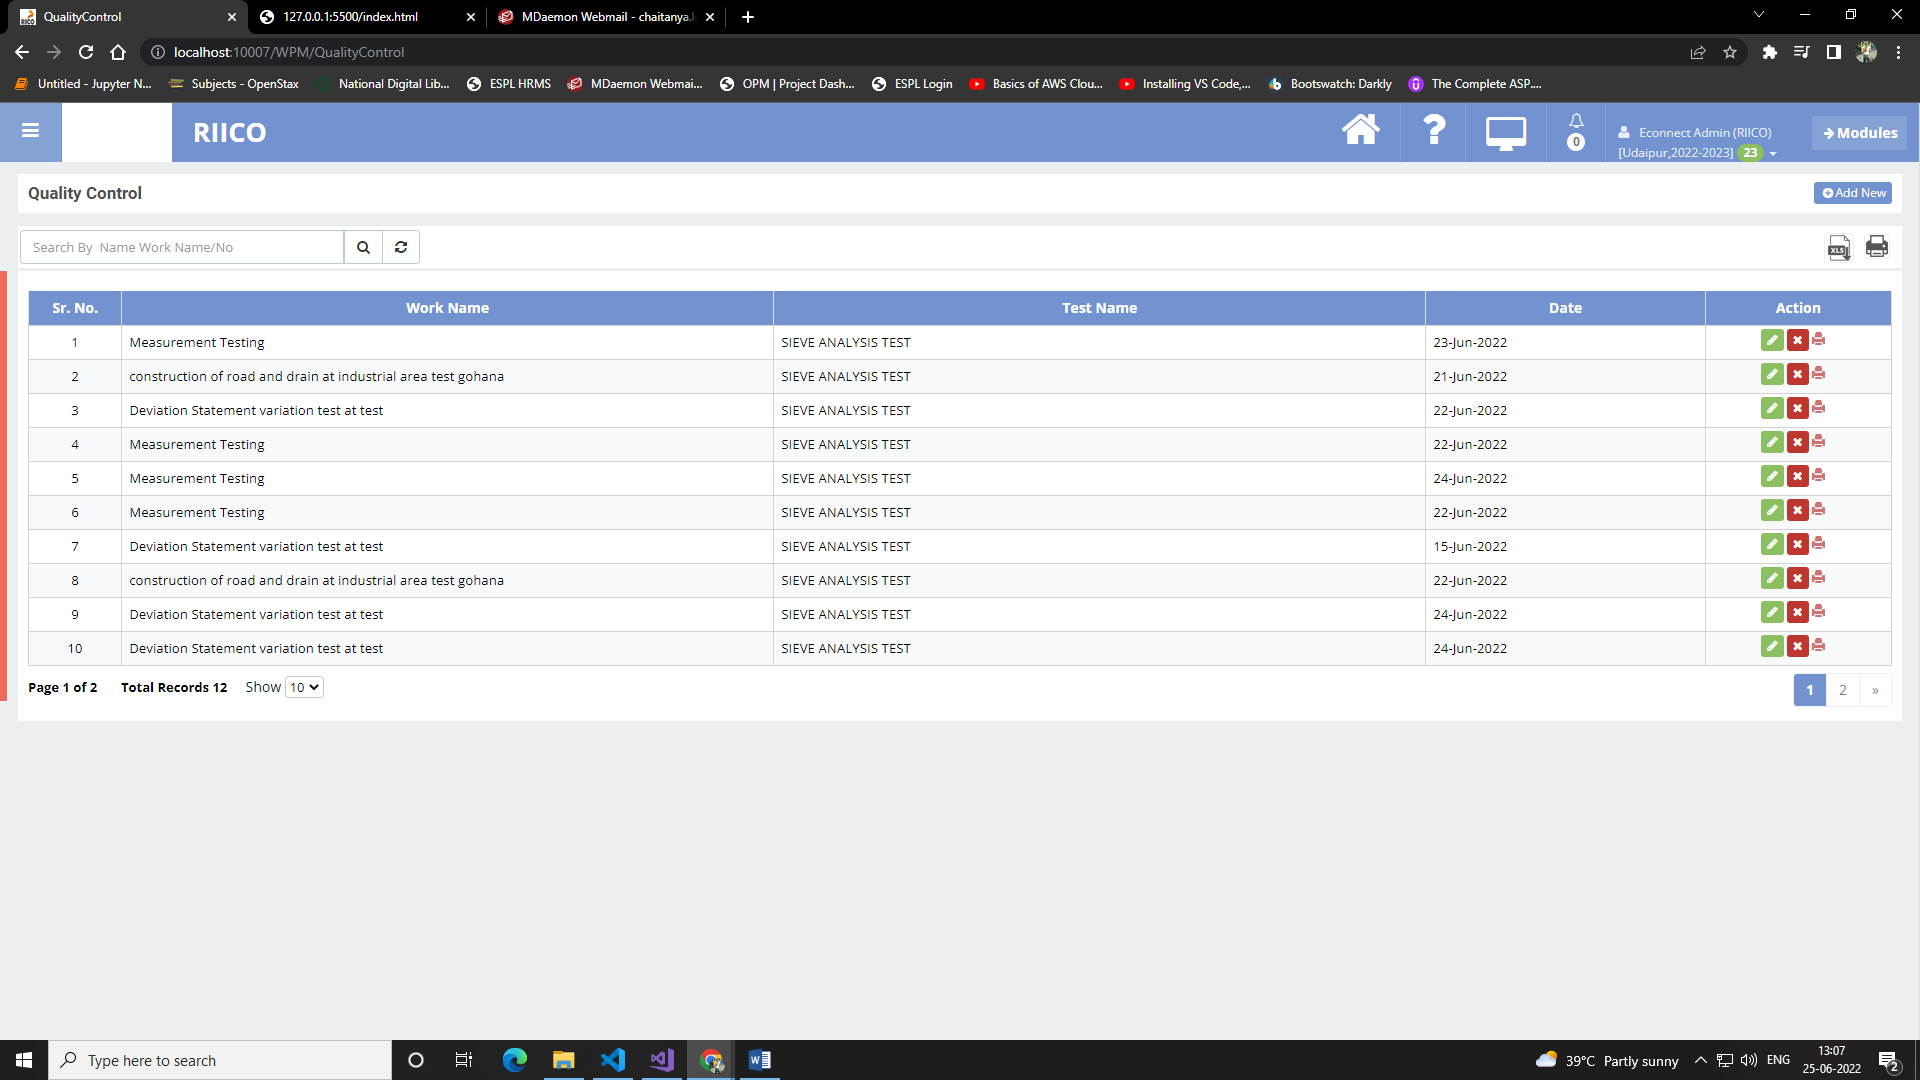 QualityControl
127.0.0.1:5500/index.html
MDaemon Webmail - chaitanya.
localhost:10007/WPM/QualityControl
Untitled - Jupyter N...
Subjects - OpenStax
National Digital Lib...
ESPL HRMS
MDaemon Webmai...
OPM | Project Dash...
ESPL Login
Basics of AWS Clou...
Installing VS Code,...
Bootswatch: Darkly
The Complete ASP....
RIICO
0
Econnect Admin (RIICO)
[Udaipur,2022-2023] 23
Modules
Quality Control
Add New
Search By  Name Work Name/No
XLS
Sr. No. Work Name Test Name Date Action
1 Measurement Testing SIEVE ANALYSIS TEST 23-Jun-2022
2 construction of road and drain at industrial area test gohana SIEVE ANALYSIS TEST 21-Jun-2022
3 Deviation Statement variation test at test SIEVE ANALYSIS TEST 22-Jun-2022
4 Measurement Testing SIEVE ANALYSIS TEST 22-Jun-2022
5 Measurement Testing SIEVE ANALYSIS TEST 24-Jun-2022
6 Measurement Testing SIEVE ANALYSIS TEST 22-Jun-2022
7 Deviation Statement variation test at test SIEVE ANALYSIS TEST 15-Jun-2022
8 construction of road and drain at industrial area test gohana SIEVE ANALYSIS TEST 22-Jun-2022
9 Deviation Statement variation test at test SIEVE ANALYSIS TEST 24-Jun-2022
10 Deviation Statement variation test at test SIEVE ANALYSIS TEST 24-Jun-2022
Page 1 of 2 Total Records 12 Show 10
1 2 »
Type here to search
39°C Partly sunny
ENG
13:07
25-06-2022
2